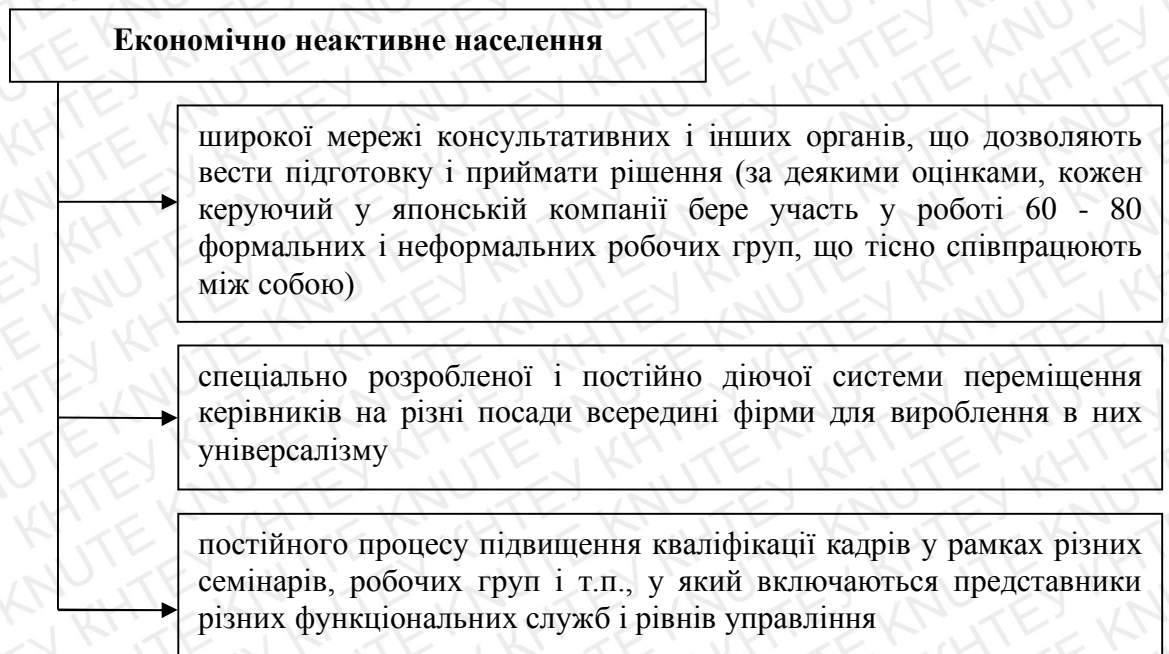 Економічно неактивне населення
широкої мережі консультативних і інших органів, що дозволяють
вести підготовку і приймати рішення (за деякими оцінками, кожен
керуючий у японській компанії бере участь у роботі 60 - 80
формальних і неформальних робочих груп, що тісно співпрацюють
між собою)
спеціально розробленої і постійно діючої системи переміщення
керівників на різні посади всередині фірми для вироблення в них
універсалізму
постійного процесу підвищення кваліфікації кадрів у рамках різних
семінарів, робочих груп і т.п., у який включаються представники
різних функціональних служб і рівнів управління